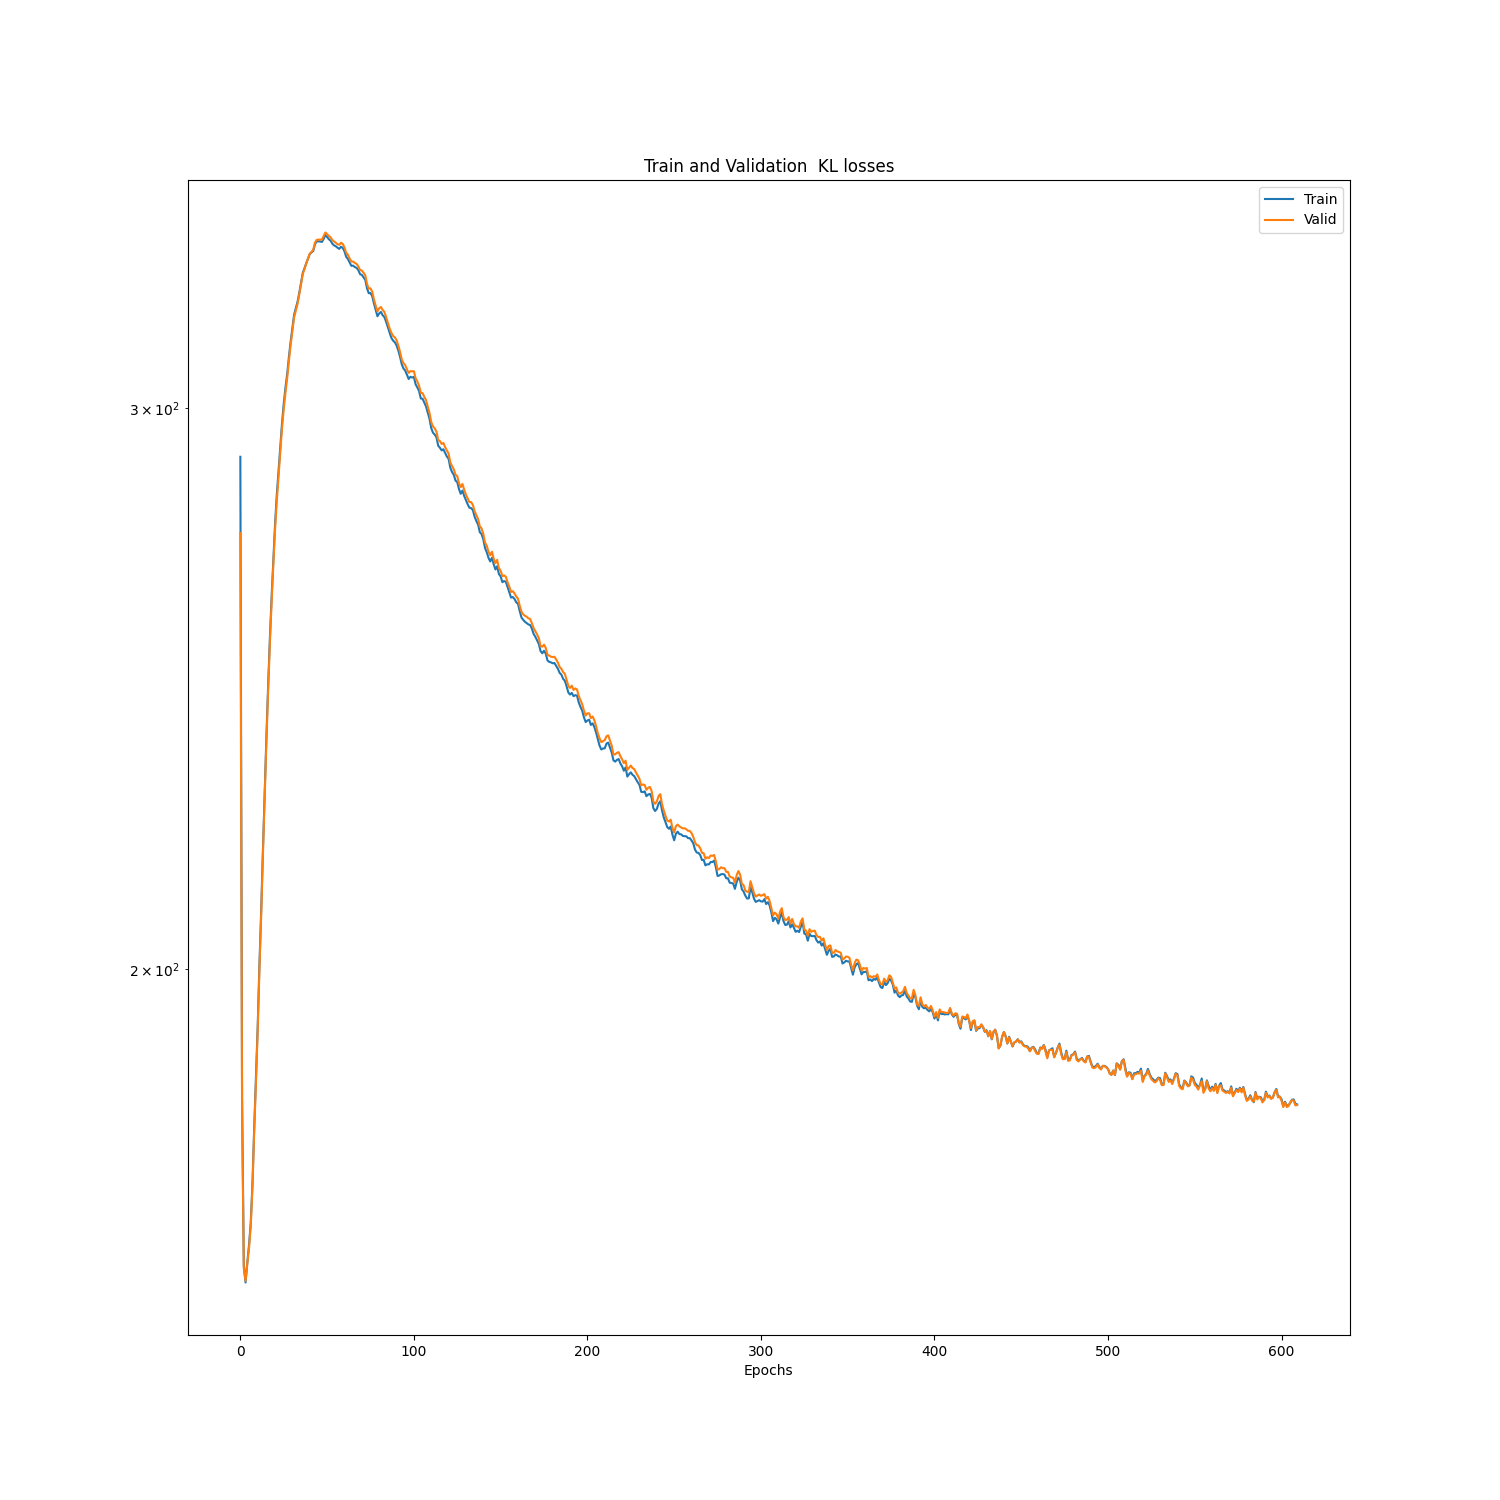 Train and Validation  KL losses
Train
Valid
3 × 10²
2 × 10²
0 100 200 300 400 500 600
Epochs